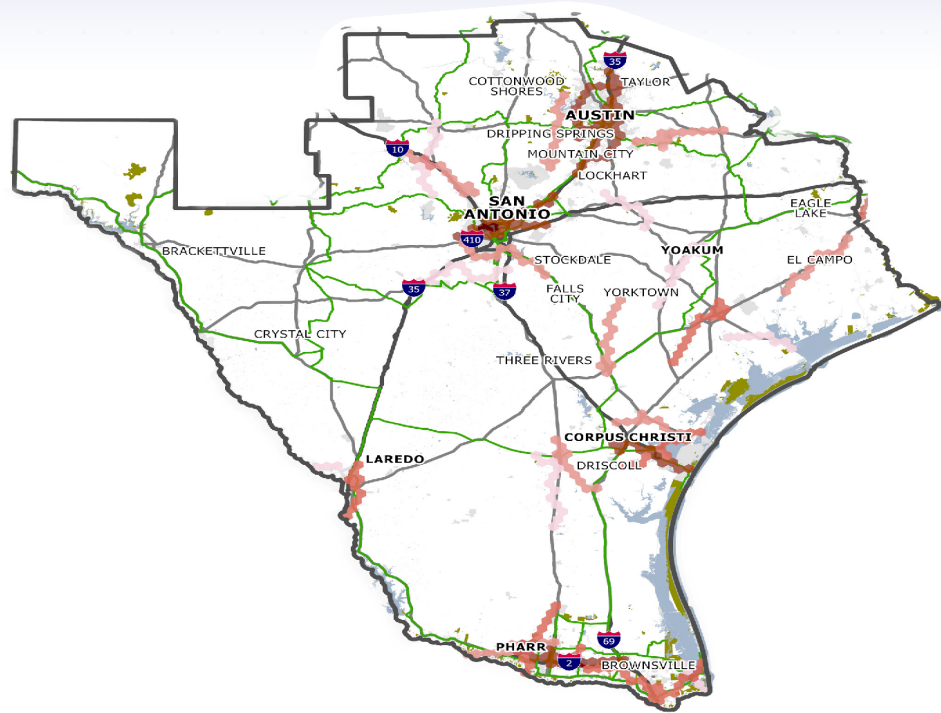 35
COTTONWOOD
SHORES
TAYLOR
AUSTIN
DRIPPING SPRINGS
10
MOUNTAIN CITY
LOCKHART
SAN
ANTONIO
EAGLE
LAKE
410
BRACKETTVILLE
STOCKDALE
YOAKUM
EL CAMPO
35
37
FALLS
CITY
YORKTOWN
CRYSTAL CITY
THREE RIVERS
CORPUS CHRISTI
LAREDO
DRISCOLL
69
PHARR
2
BROWNSVILLE